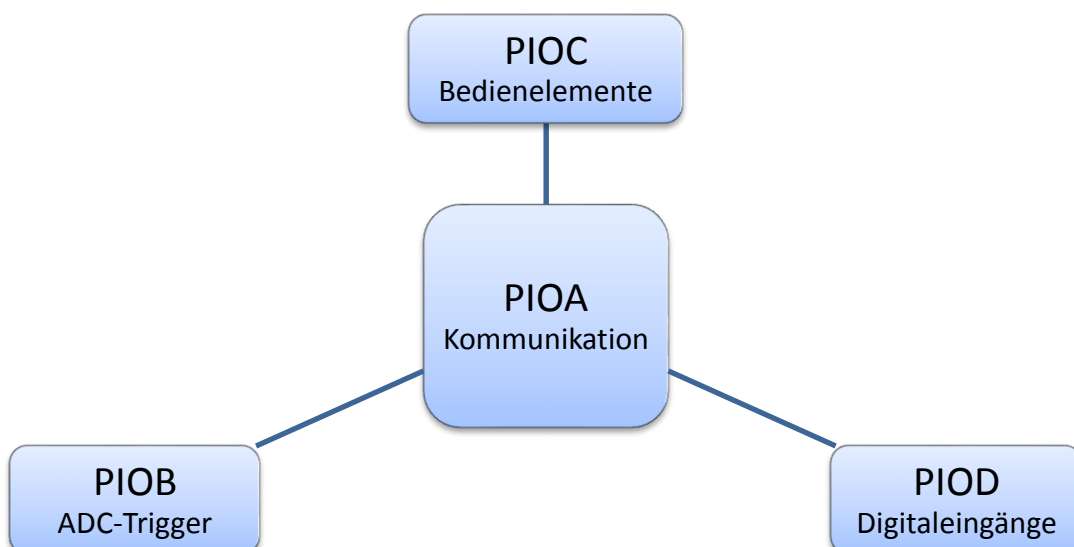 PIOC
Bedienelemente
PIOA
Kommunikation
PIOB
ADC-Trigger
PIOD
Digitaleingänge